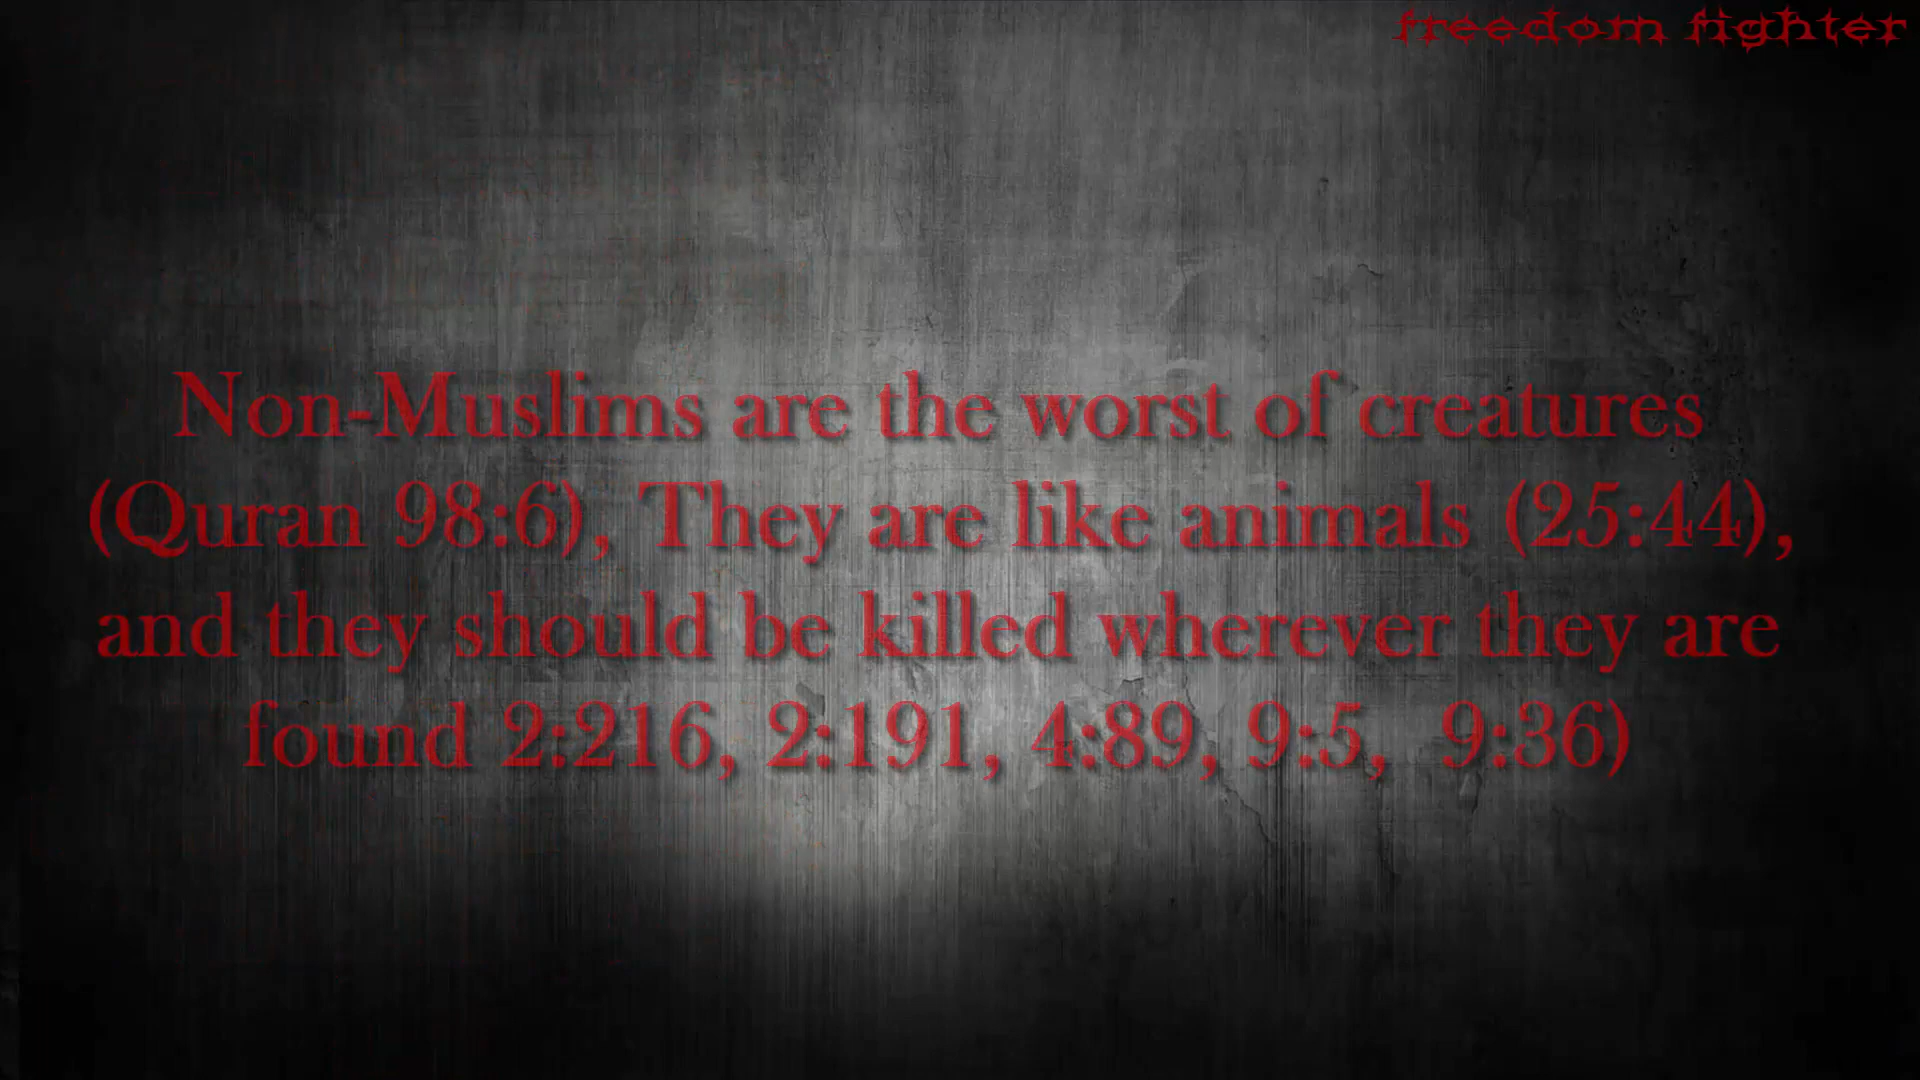 freedom fighter
Non-Muslims are the worst of creatures
(Quran 98:6), They are like animals (25:44),
and they should be killed wherever they are
found 2:216, 2:191, 4:89, 9:5, 9:36)